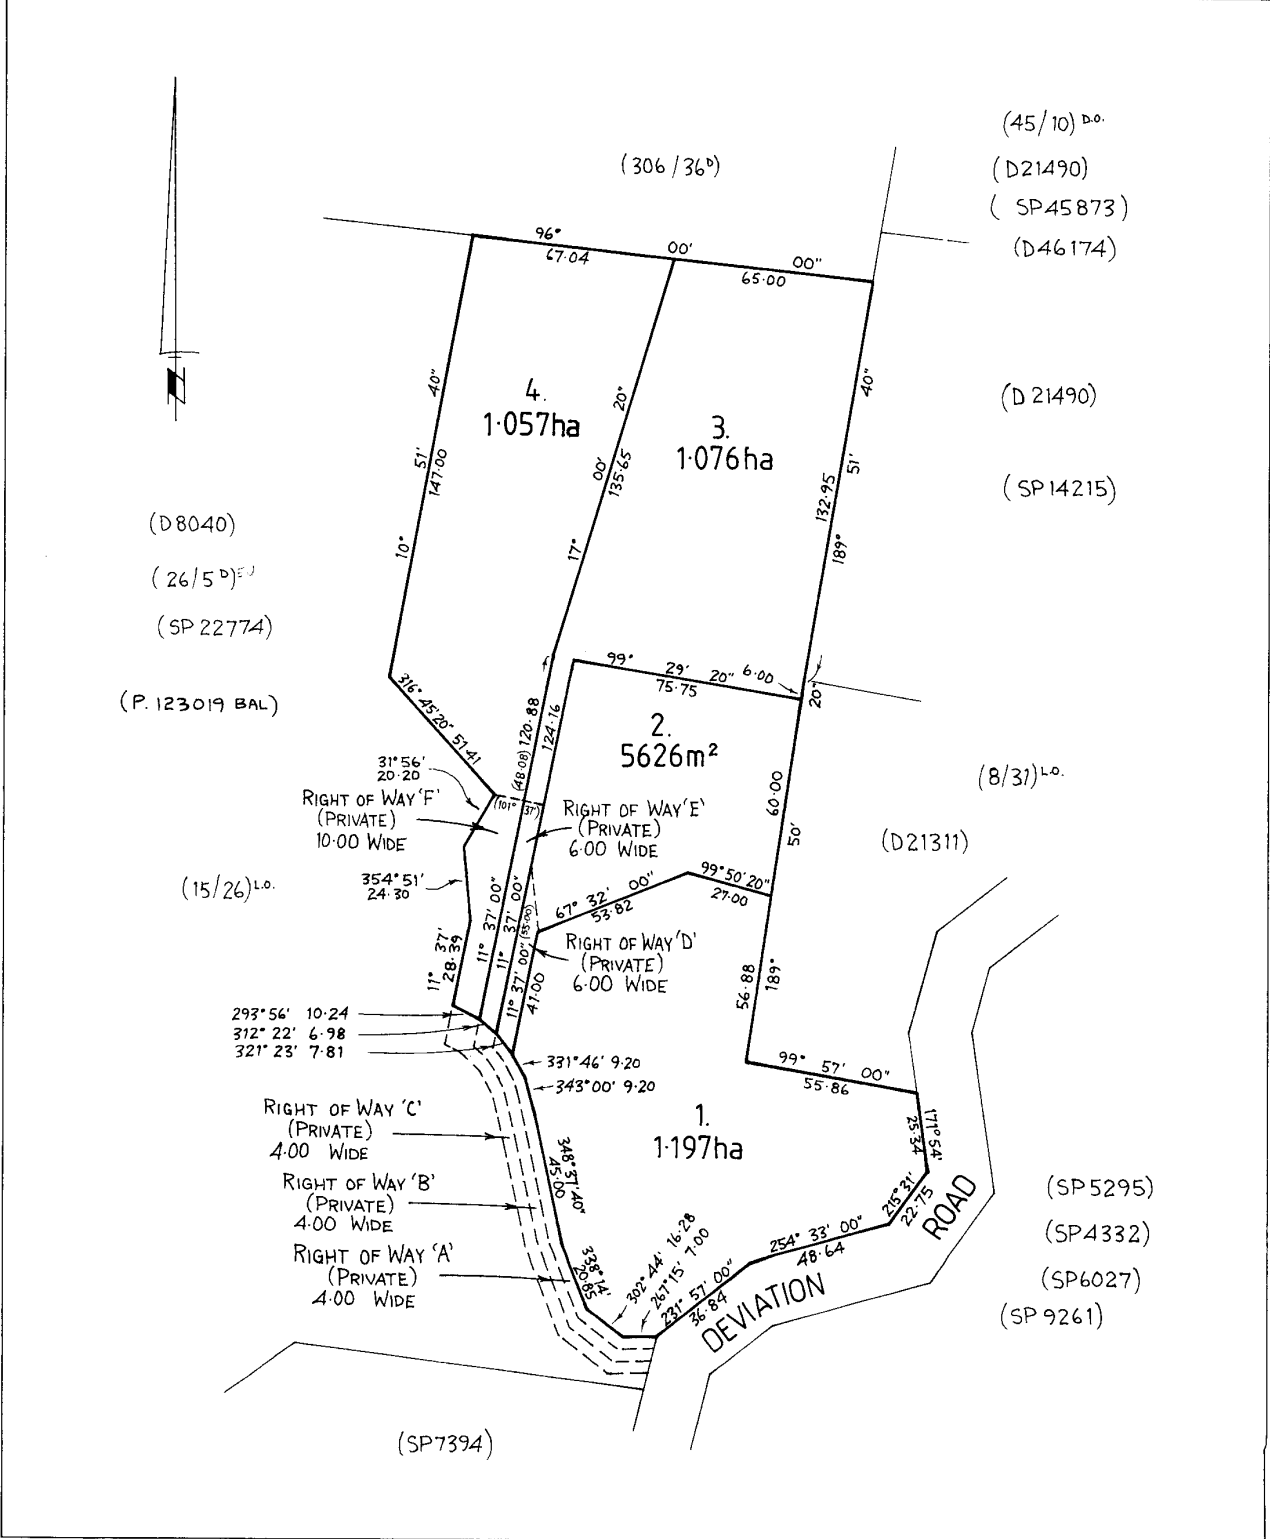 (45/10) D.O.
(306/36 D)
(D21490)
( SP45873)
(D46174)
96° 00' 00"
67·04
65·00
N
40"
51'
147·00
10°
4.
1·057ha
20"
00'
135·65
17°
3.
1·076ha
40"
51'
132·95
189°
(D21490)
(SP14215)
(D8040)
(26/5 D)
(SP22774)
(P. 123019 BAL)
99° 29' 20"
75·75
6·00
20"
316° 45'20" 51·41
(48·08) 120·88
124·16
2.
5626m²
60·00
50'
(8/31) L.O.
(D21311)
31°56'
20·20
RIGHT OF WAY 'F'
(PRIVATE)
10·00 WIDE
(101° 37')
RIGHT OF WAY 'E'
(PRIVATE)
6·00 WIDE
354°51'
24·30
(15/26) L.O.
99°50'20"
27·00
67° 32' 00"
53·82
11° 37'
28·39
11° 37' 00"
11° 37' 00"
11° 37' 00" (55·00)
41·00
RIGHT OF WAY 'D'
(PRIVATE)
6·00 WIDE
56·88
189°
293°56' 10·24
312° 22' 6·98
321° 23' 7·81
331°46' 9·20
343°00' 9·20
99° 57' 00"
55·86
171°54'
25·34
RIGHT OF WAY 'C'
(PRIVATE)
4·00 WIDE
1.
1·197ha
348°37'40"
45·00
RIGHT OF WAY 'B'
(PRIVATE)
4·00 WIDE
215°31'
22·75
RIGHT OF WAY 'A'
(PRIVATE)
4·00 WIDE
338°14'
20·85
302° 44' 16·28
267°15' 7·00
231° 57' 00"
36·84
254° 33' 00"
48·64
DEVIATION ROAD
(SP5295)
(SP4332)
(SP6027)
(SP9261)
(SP7394)